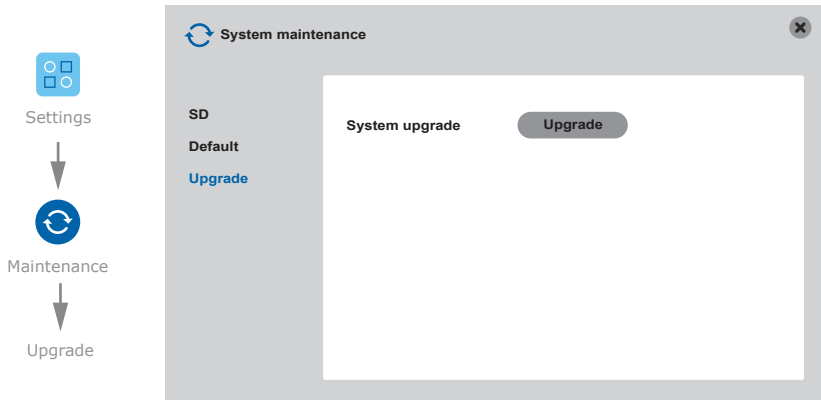 Settings
Maintenance
Upgrade
System maintenance
SD
Default
Upgrade
System upgrade
Upgrade